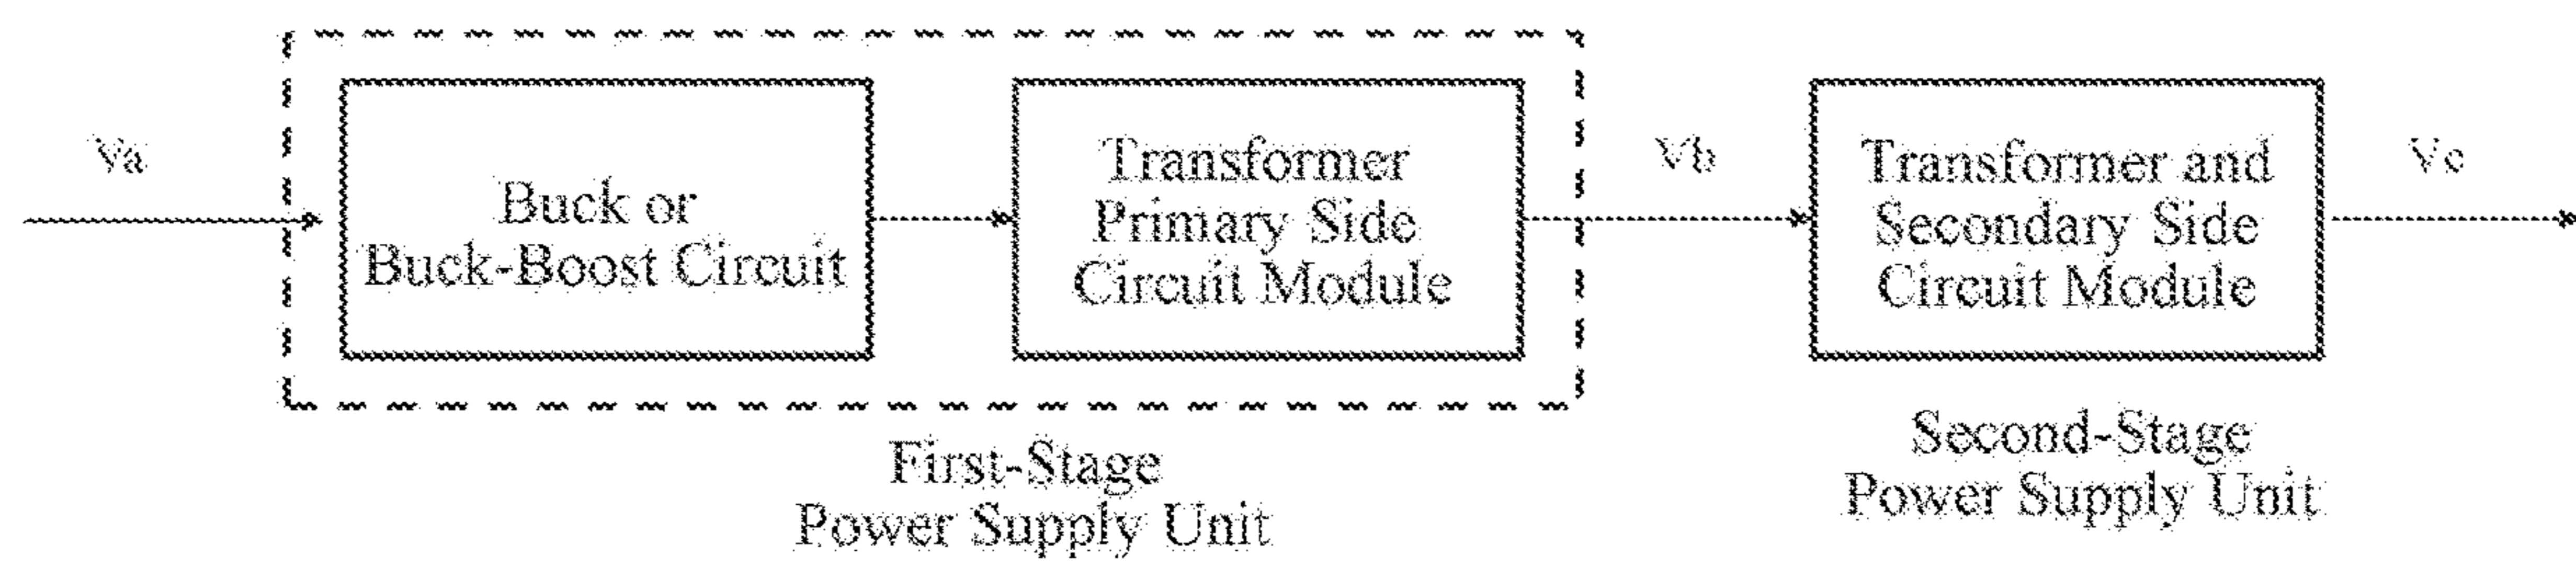 Va
Buck or
Buck-Boost Circuit
Transformer
Primary Side
Circuit Module
Vb
Transformer and
Secondary Side
Circuit Module
Vc
First-Stage
Power Supply Unit
Second-Stage
Power Supply Unit